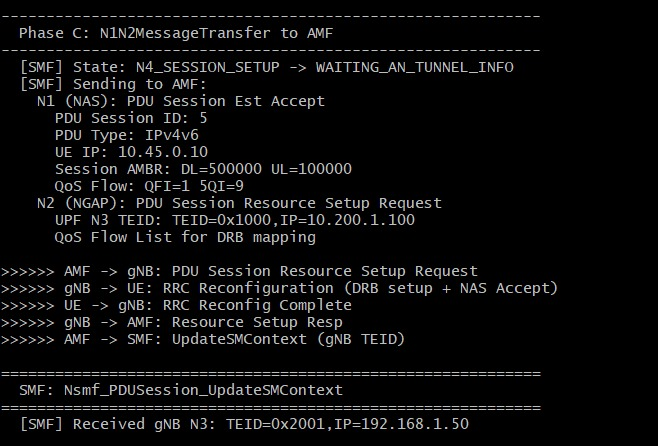 ------------------------------------------------------------
  Phase C: N1N2MessageTransfer to AMF
------------------------------------------------------------
  [SMF] State: N4_SESSION_SETUP -> WAITING_AN_TUNNEL_INFO
  [SMF] Sending to AMF:
    N1 (NAS): PDU Session Est Accept
      PDU Session ID: 5
      PDU Type: IPv4v6
      UE IP: 10.45.0.10
      Session AMBR: DL=500000 UL=100000
      QoS Flow: QFI=1 5QI=9
    N2 (NGAP): PDU Session Resource Setup Request
      UPF N3 TEID: TEID=0x1000,IP=10.200.1.100
      QoS Flow List for DRB mapping

>>>>>> AMF -> gNB: PDU Session Resource Setup Request
>>>>>> gNB -> UE: RRC Reconfiguration (DRB setup + NAS Accept)
>>>>>> UE -> gNB: RRC Reconfig Complete
>>>>>> gNB -> AMF: Resource Setup Resp
>>>>>> AMF -> SMF: UpdateSMContext (gNB TEID)

============================================================
  SMF: Nsmf_PDUSession_UpdateSMContext
============================================================
  [SMF] Received gNB N3: TEID=0x2001,IP=192.168.1.50